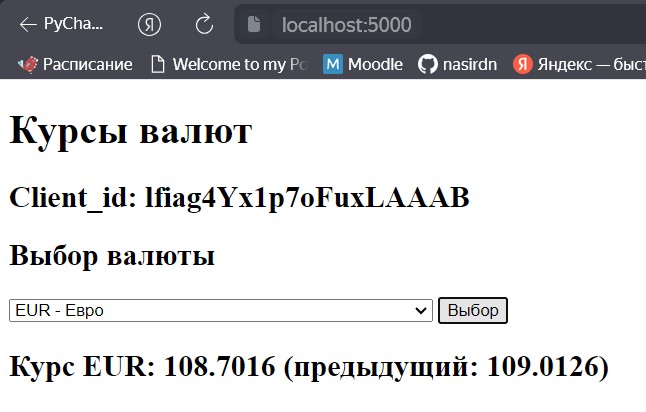 PyCha...
localhost:5000
Расписание Welcome to my Po Moodle nasirdn Яндекс — быст
Курсы валют
Client_id: lfiag4Yx1p7oFuxLAAAB
Выбор валюты
EUR - Евро Выбор
Курс EUR: 108.7016 (предыдущий: 109.0126)